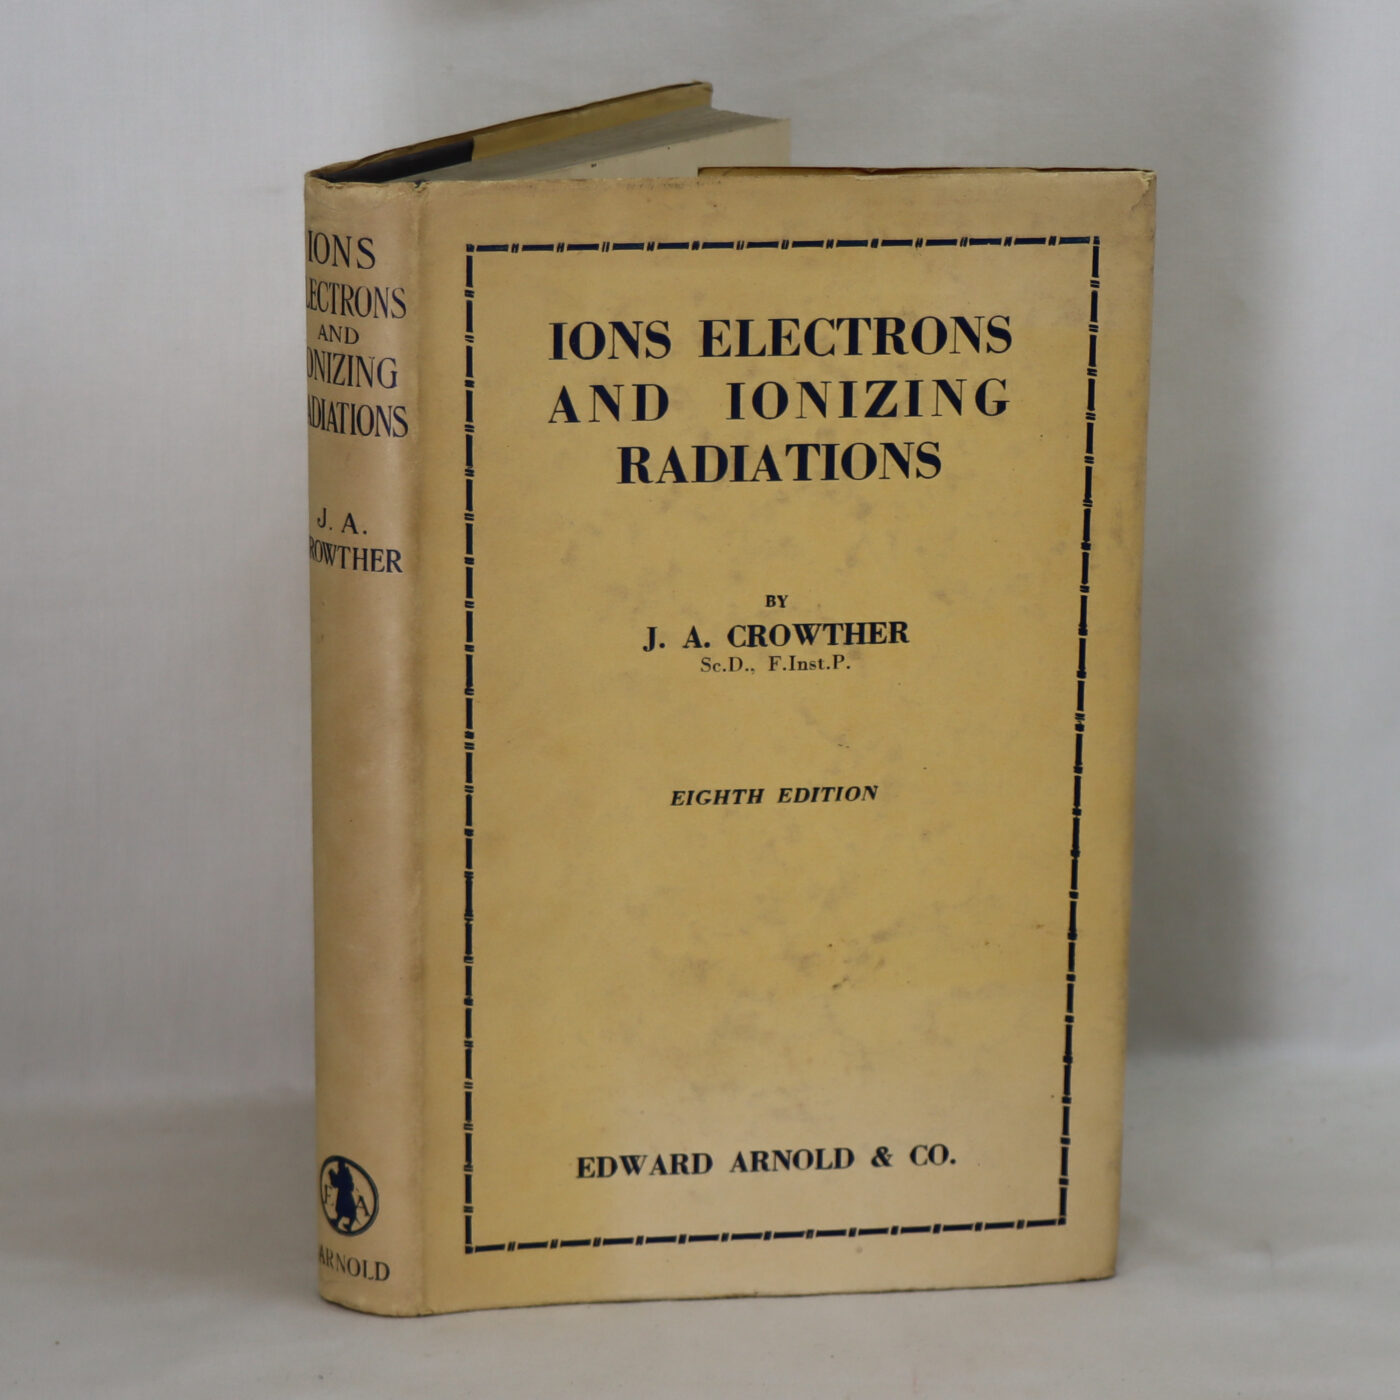 IONS
ELECTRONS
AND
IONIZING
RADIATIONS
J. A.
CROWTHER
E A
ARNOLD
IONS ELECTRONS
AND IONIZING
RADIATIONS
BY
J. A. CROWTHER
Sc.D., F.Inst.P.
EIGHTH EDITION
EDWARD ARNOLD & CO.